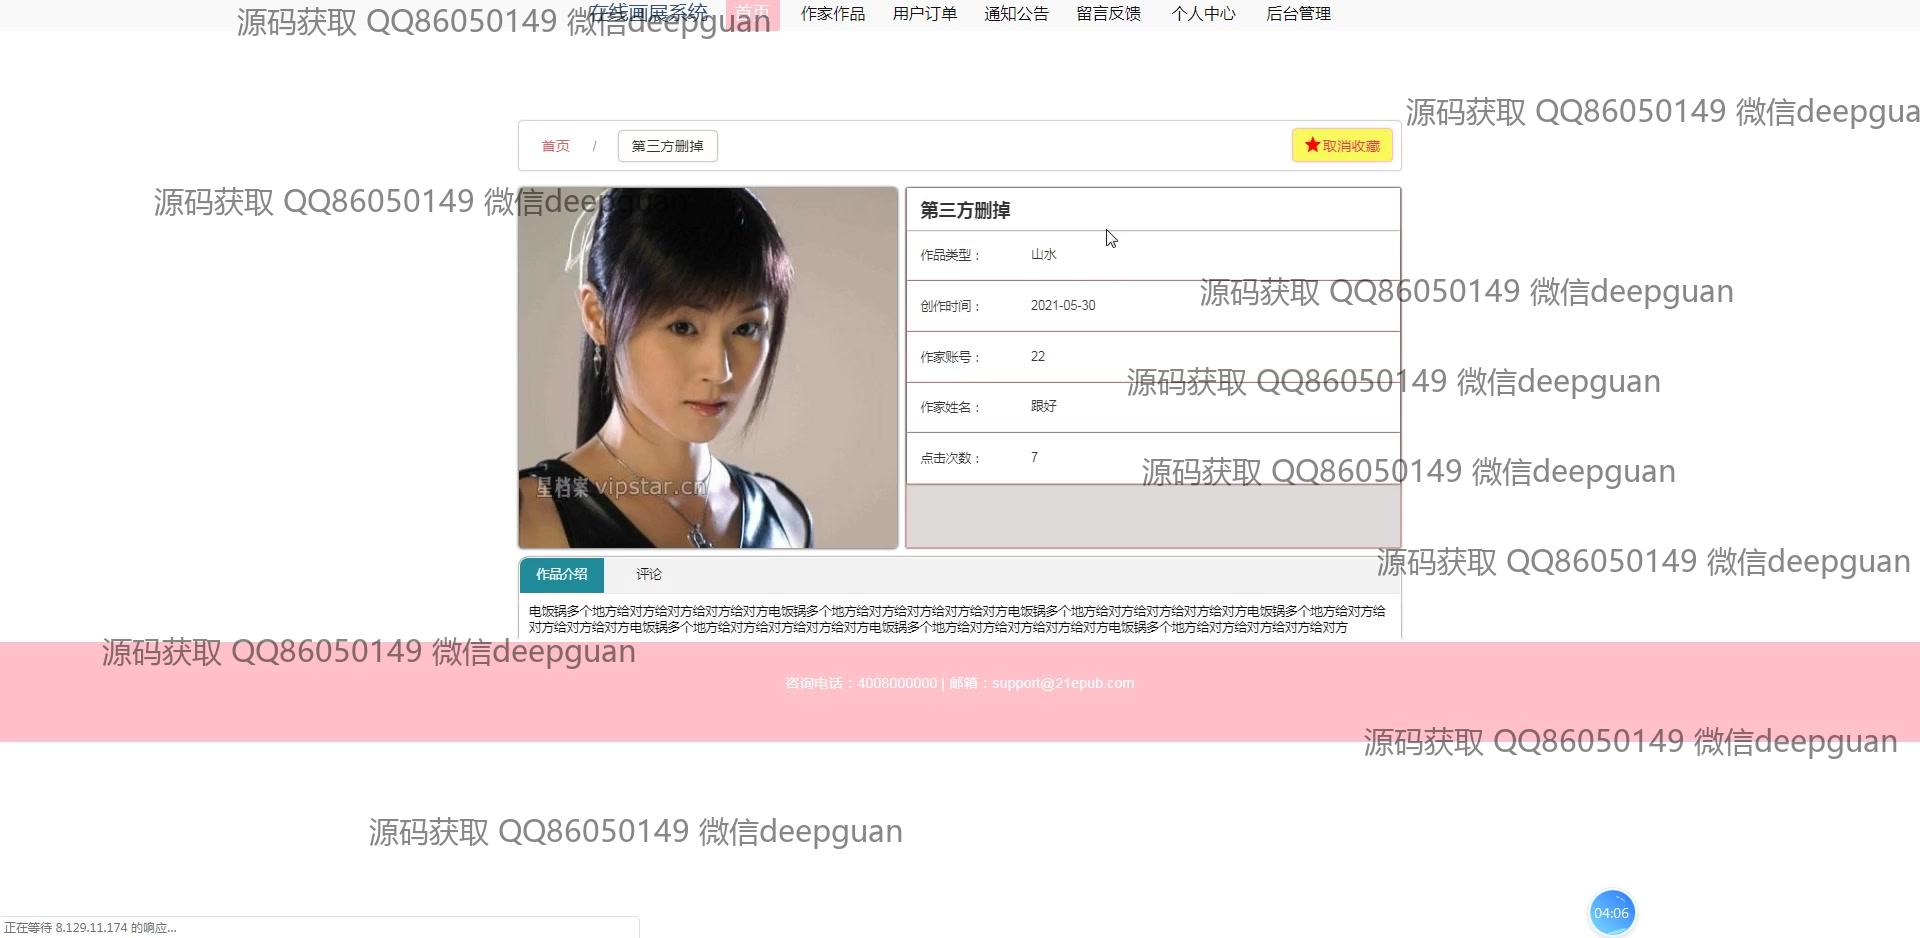 在线画展系统 首页 作家作品 用户订单 通知公告 留言反馈 个人中心 后台管理
源码获取 QQ86050149 微信deepguan
源码获取 QQ86050149 微信deepgua
首页 / 第三方删掉 ★取消收藏
源码获取 QQ86050149 微信deepguan
第三方删掉
作品类型： 山水
源码获取 QQ86050149 微信deepguan
创作时间： 2021-05-30
作家账号： 22
源码获取 QQ86050149 微信deepguan
作家姓名： 跟好
点击次数： 7
源码获取 QQ86050149 微信deepguan
星档案 vipstar.cn
源码获取 QQ86050149 微信deepguan
作品介绍 评论
电饭锅多个地方给对方给对方给对方给对方电饭锅多个地方给对方给对方给对方给对方电饭锅多个地方给对方给对方给对方给对方电饭锅多个地方给对方给
对方给对方给对方电饭锅多个地方给对方给对方给对方给对方电饭锅多个地方给对方给对方给对方给对方电饭锅多个地方给对方给对方给对方给对方
源码获取 QQ86050149 微信deepguan
咨询电话：4008000000 | 邮箱：support@21epub.com
源码获取 QQ86050149 微信deepguan
源码获取 QQ86050149 微信deepguan
04:06
正在等待 8.129.11.174 的响应...